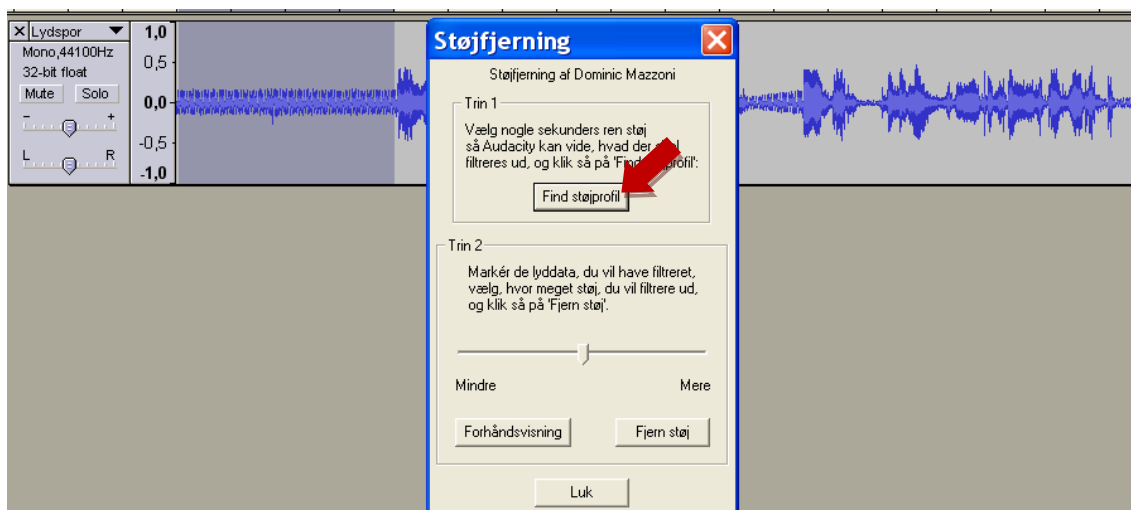 Lydspor
Mono,44100Hz
32-bit float
Mute Solo
- +
L R
1,0
0,5
0,0
-0,5
-1,0
Støjfjerning
Støjfjerning af Dominic Mazzoni
Trin 1
Vælg nogle sekunders ren støj
så Audacity kan vide, hvad der
filtreres ud, og klik så på
Find støjprofil
Trin 2
Markér de lyddata, du vil have filtreret,
vælg, hvor meget støj, du vil filtrere ud,
og klik så på 'Fjern støj'.
Mindre Mere
Forhåndsvisning Fjern støj
Luk